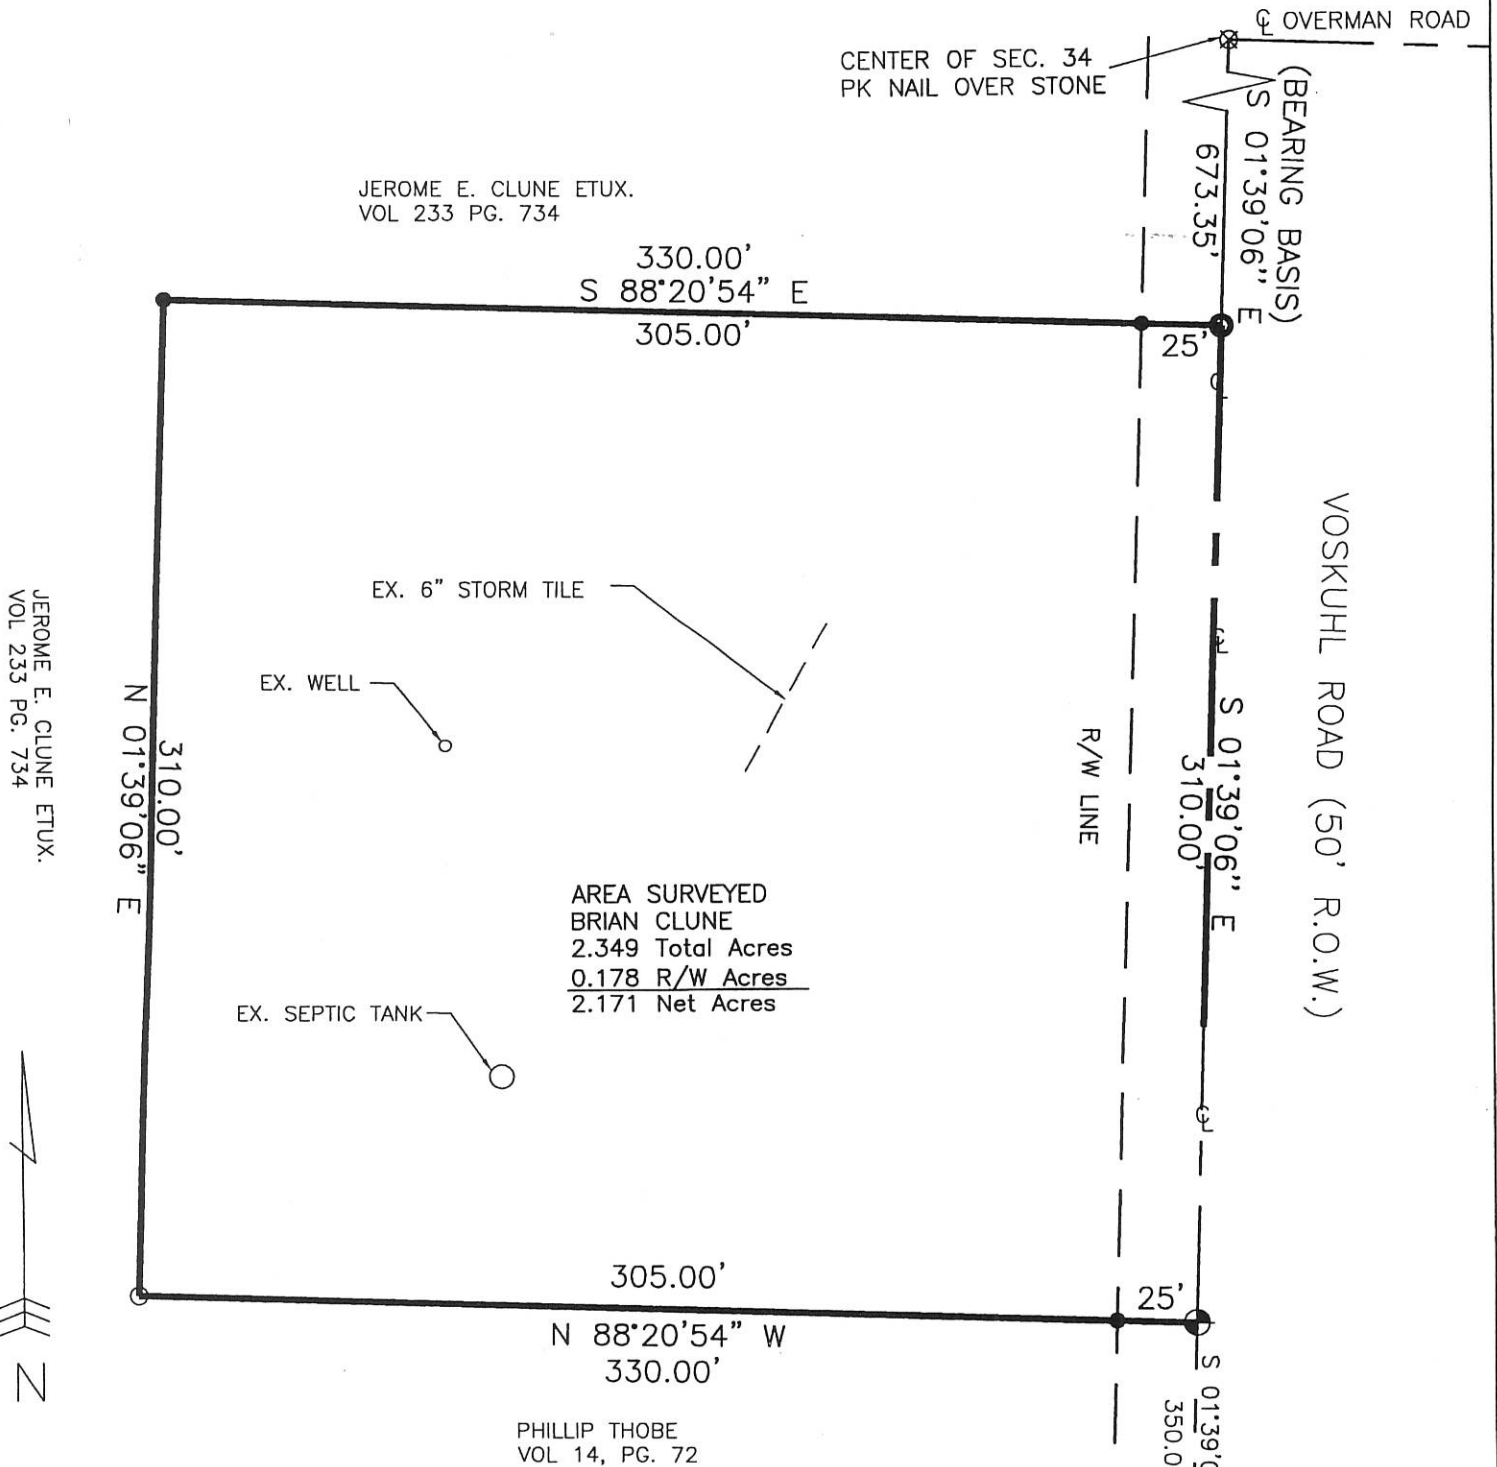 ℄ OVERMAN ROAD
CENTER OF SEC. 34
PK NAIL OVER STONE
(BEARING BASIS)
S 01°39'06" E
673.35'
JEROME E. CLUNE ETUX.
VOL 233 PG. 734
330.00'
S 88°20'54" E
305.00'
25'
VOSKUHL ROAD (50' R.O.W.)
EX. 6" STORM TILE
EX. WELL
R/W LINE
S 01°39'06" E
310.00'
JEROME E. CLUNE ETUX.
VOL 233 PG. 734
310.00'
N 01°39'06" E
AREA SURVEYED
BRIAN CLUNE
2.349 Total Acres
0.178 R/W Acres
2.171 Net Acres
EX. SEPTIC TANK
305.00'
25'
N 88°20'54" W
330.00'
S 01°39'
350.0
N
PHILLIP THOBE
VOL 14, PG. 72